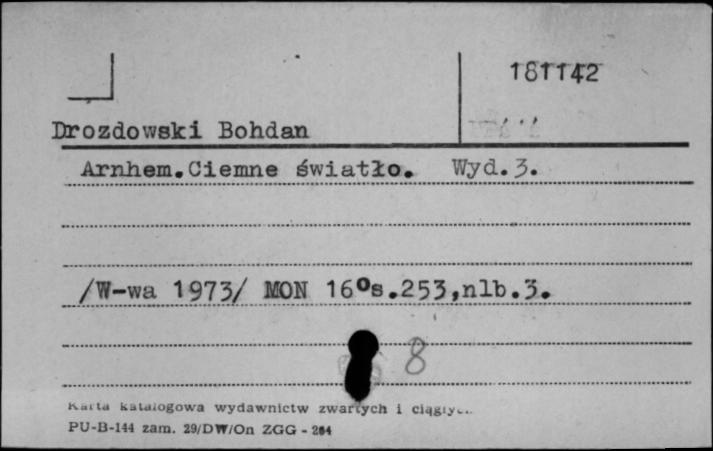 181142
Drozdowski Bohdan
Arnhem.Ciemne światło. Wyd.3.
/W-wa 1973/ MON 16°s.253,nlb.3.
8
Karta katalogowa wydawnictw zwartych i
PU-B-144 zam. 29/DW/On ZGG - 284